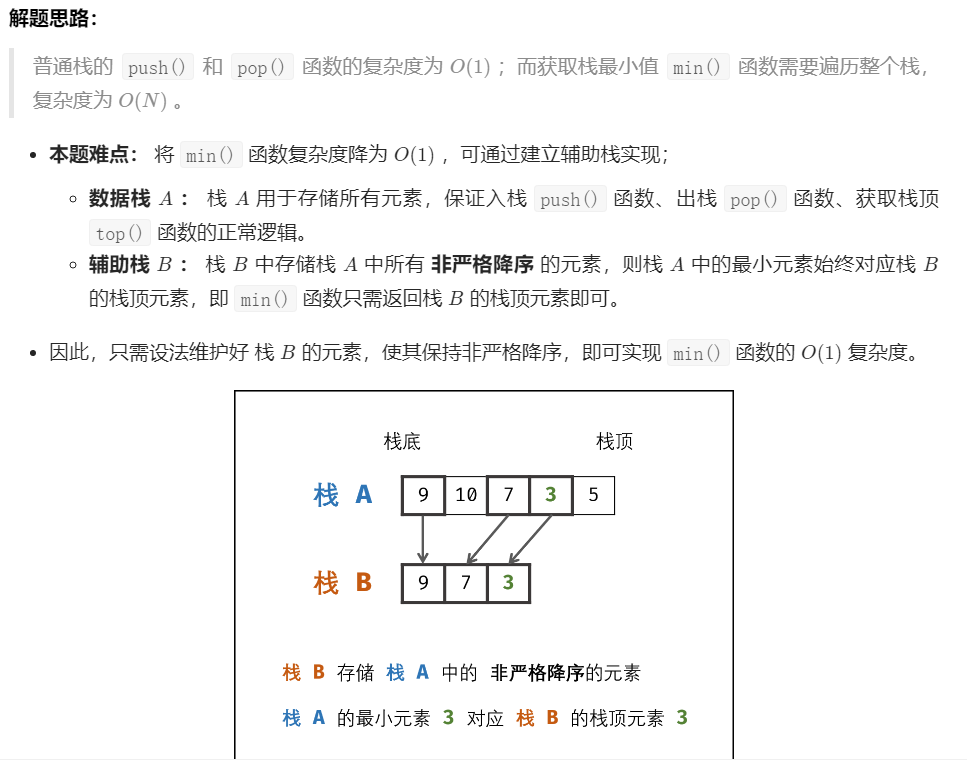 解题思路：
普通栈的 push() 和 pop() 函数的复杂度为 O(1) ；而获取栈最小值 min() 函数需要遍历整个栈，
复杂度为 O(N) 。
• 本题难点： 将 min() 函数复杂度降为 O(1) ，可通过建立辅助栈实现；
◦ 数据栈 A ： 栈 A 用于存储所有元素，保证入栈 push() 函数、出栈 pop() 函数、获取栈顶
top() 函数的正常逻辑。
◦ 辅助栈 B ： 栈 B 中存储栈 A 中所有 非严格降序 的元素，则栈 A 中的最小元素始终对应栈 B
的栈顶元素，即 min() 函数只需返回栈 B 的栈顶元素即可。
• 因此，只需设法维护好 栈 B 的元素，使其保持非严格降序，即可实现 min() 函数的 O(1) 复杂度。
栈底 栈顶
栈 A 9 10 7 3 5
栈 B 9 7 3
栈 B 存储 栈 A 中的 非严格降序的元素
栈 A 的最小元素 3 对应 栈 B 的栈顶元素 3